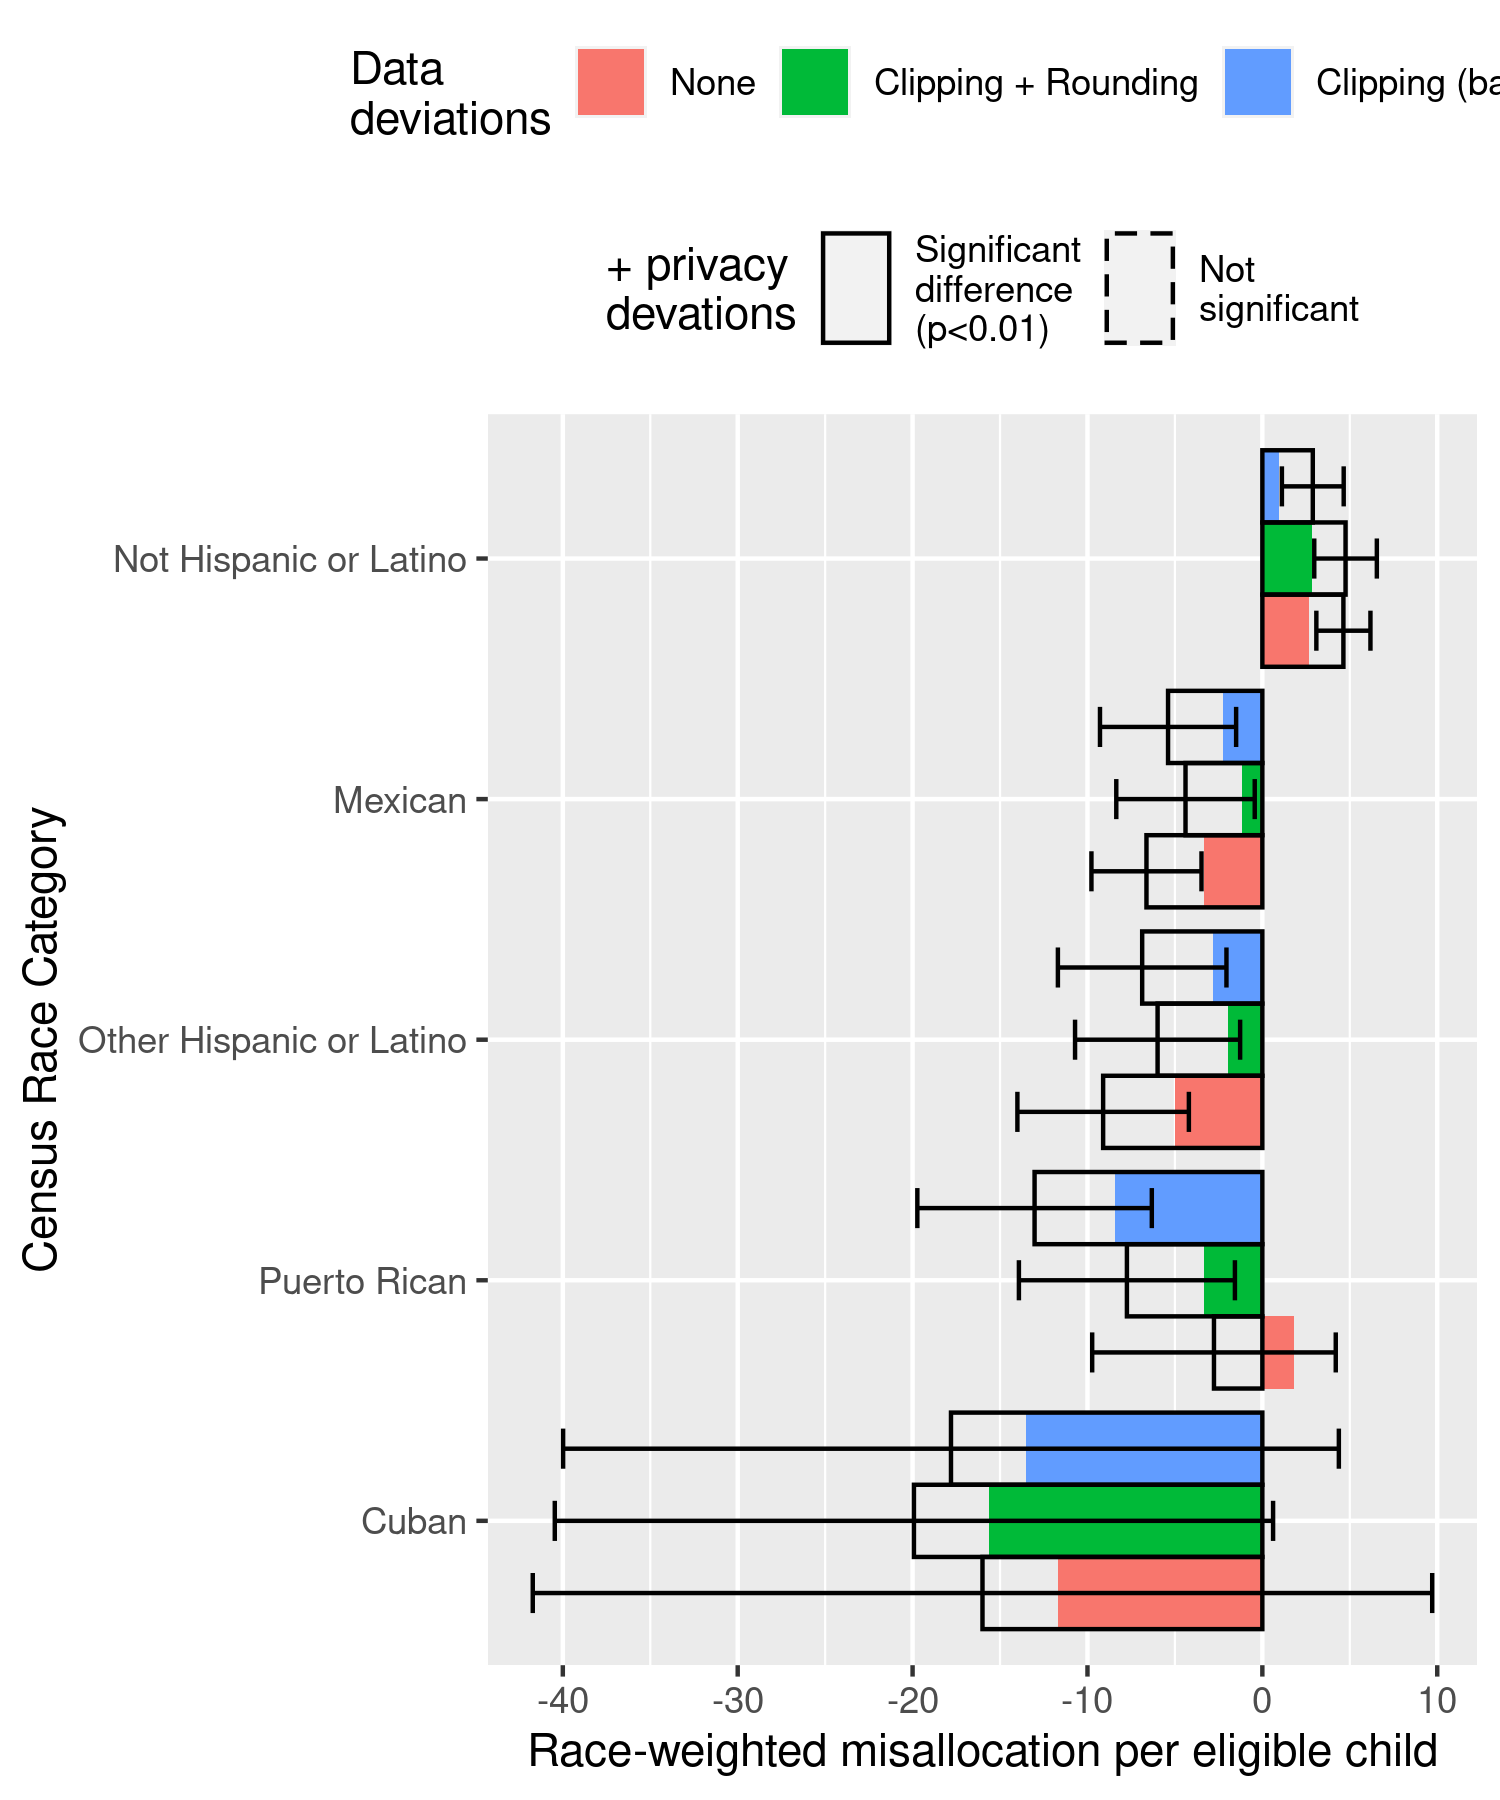 Data
deviations
None
Clipping + Rounding
Clipping (ba
+ privacy
devations
Significant
difference
(p<0.01)
Not
significant
Not Hispanic or Latino
Mexican
Other Hispanic or Latino
Puerto Rican
Cuban
Census Race Category
-40 -30 -20 -10 0 10
Race-weighted misallocation per eligible child